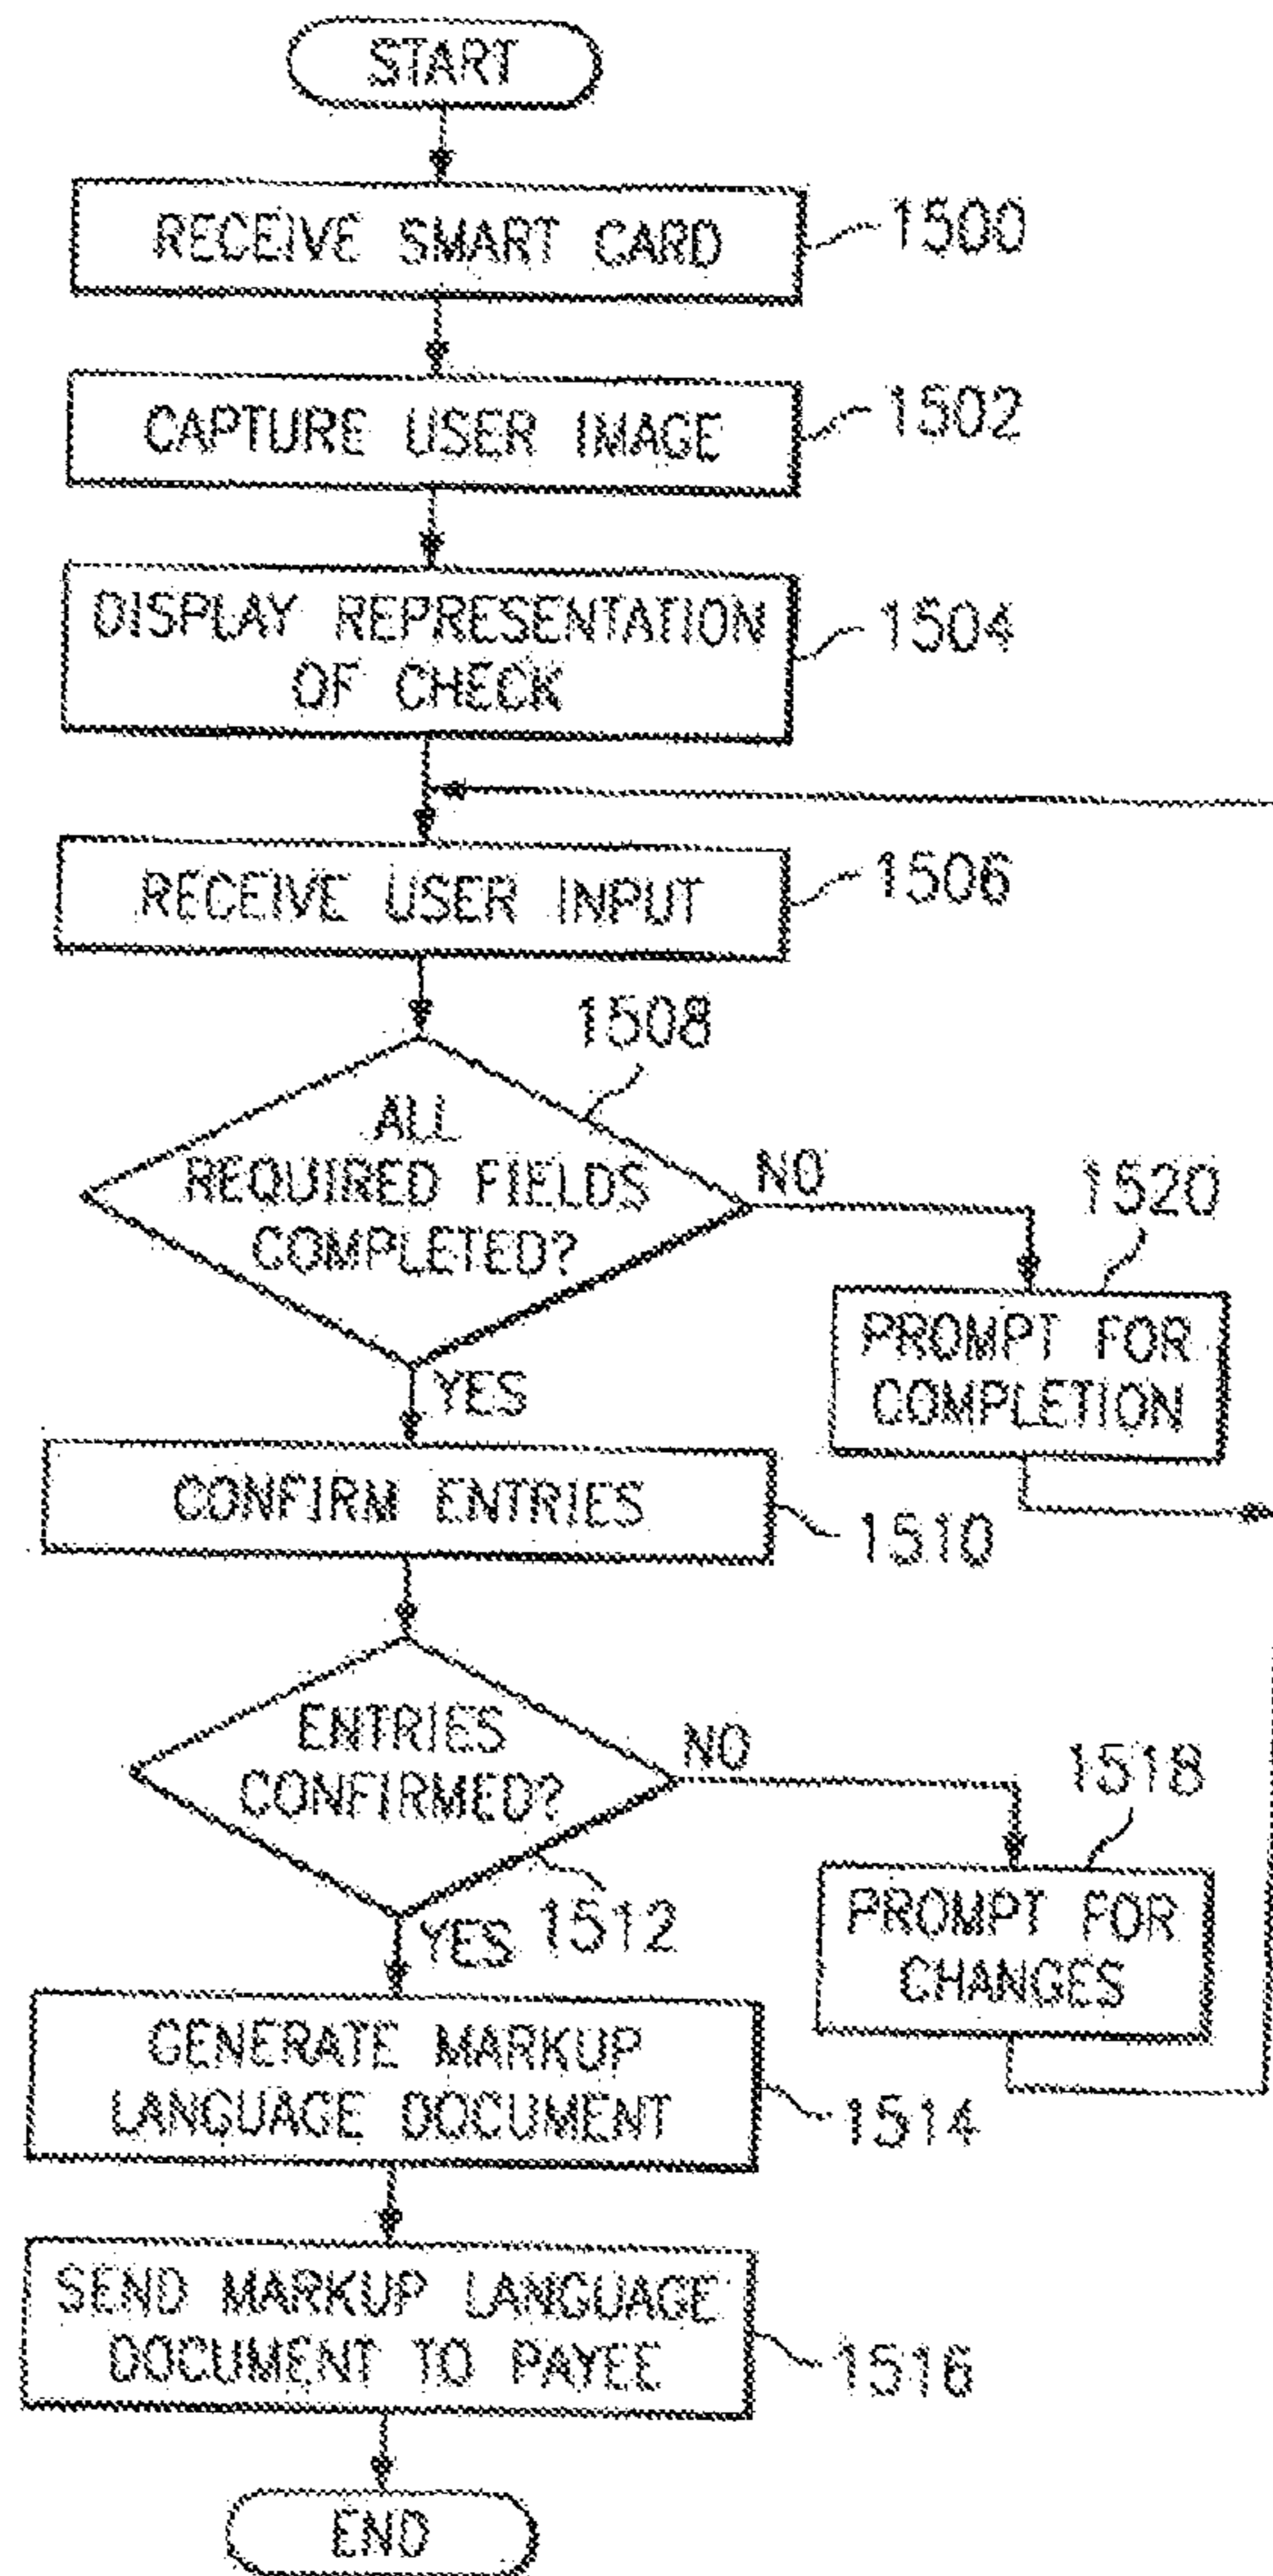 START
RECEIVE SMART CARD
1500
CAPTURE USER IMAGE
1502
DISPLAY REPRESENTATION
OF CHECK
1504
RECEIVE USER INPUT
1506
1508
ALL
REQUIRED FIELDS
COMPLETED?
NO
1520
PROMPT FOR
COMPLETION
YES
CONFIRM ENTRIES
1510
ENTRIES
CONFIRMED?
NO
1518
PROMPT FOR
CHANGES
YES
1512
GENERATE MARKUP
LANGUAGE DOCUMENT
1514
SEND MARKUP LANGUAGE
DOCUMENT TO PAYEE
1516
END